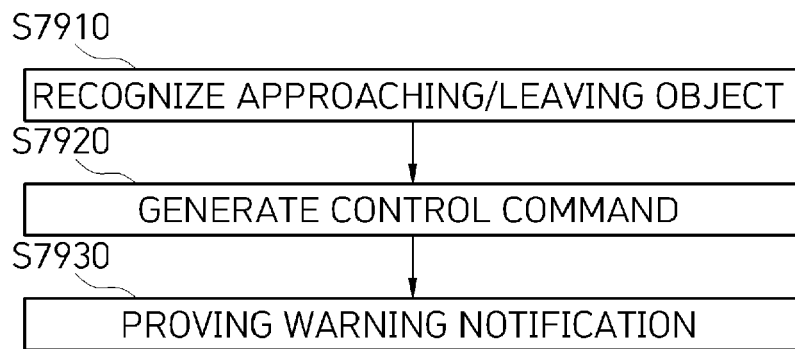 S7910
RECOGNIZE APPROACHING/LEAVING OBJECT
S7920
GENERATE CONTROL COMMAND
S7930
PROVING WARNING NOTIFICATION